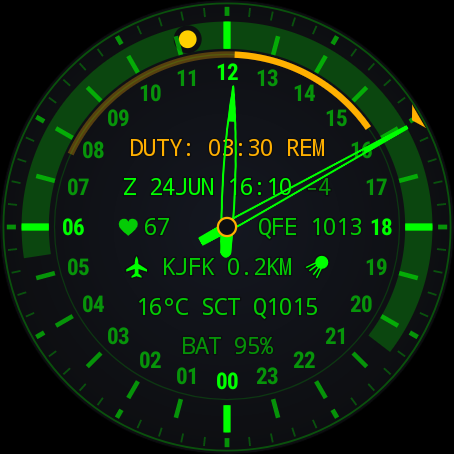 12
11 13
10 14
09 15
DUTY: 03:30 REM
08 16
07 Z 24JUN 16:10 -4 17
06 67 QFE 1013 18
05 KJFK 0.2KM 19
04 16°C SCT Q1015 20
03 21
BAT 95%
02 22
01 23
00